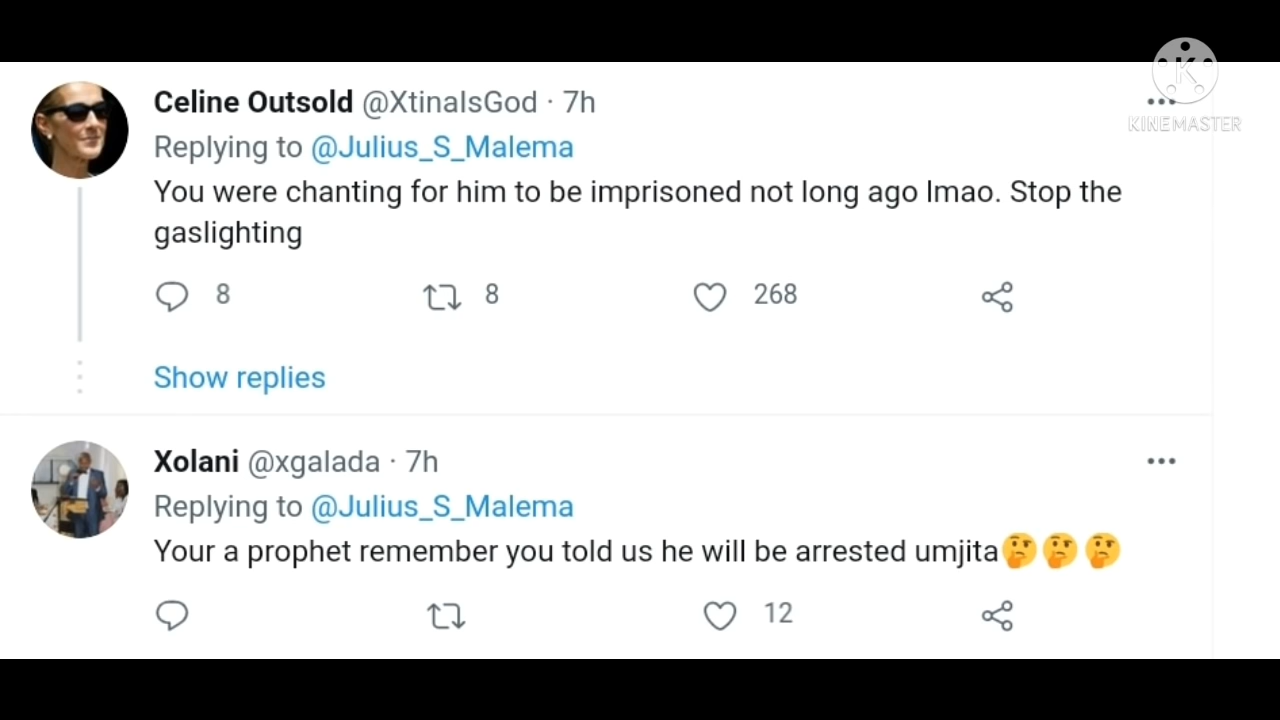 Celine Outsold @XtinaIsGod · 7h
Replying to @Julius_S_Malema
You were chanting for him to be imprisoned not long ago lmao. Stop the
gaslighting
8 8 268
Show replies
Xolani @xgalada · 7h
Replying to @Julius_S_Malema
Your a prophet remember you told us he will be arrested umjita🤔🤔🤔
12
K
KINEMASTER